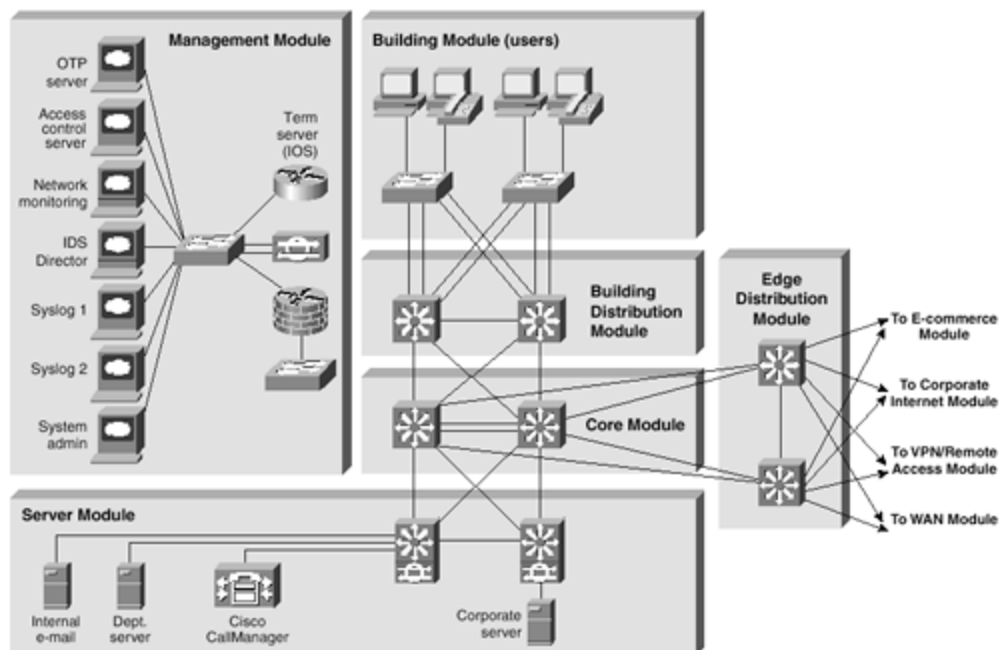 Management Module
OTP
server
Access
control
server
Network
monitoring
IDS
Director
Syslog 1
Syslog 2
System
admin
Term
server
(IOS)
Building Module (users)
Building
Distribution
Module
Core Module
Edge
Distribution
Module
To E-commerce
Module
To Corporate
Internet Module
To VPN/Remote
Access Module
To WAN Module
Server Module
Internal
e-mail
Dept.
server
Cisco
CallManager
Corporate
server